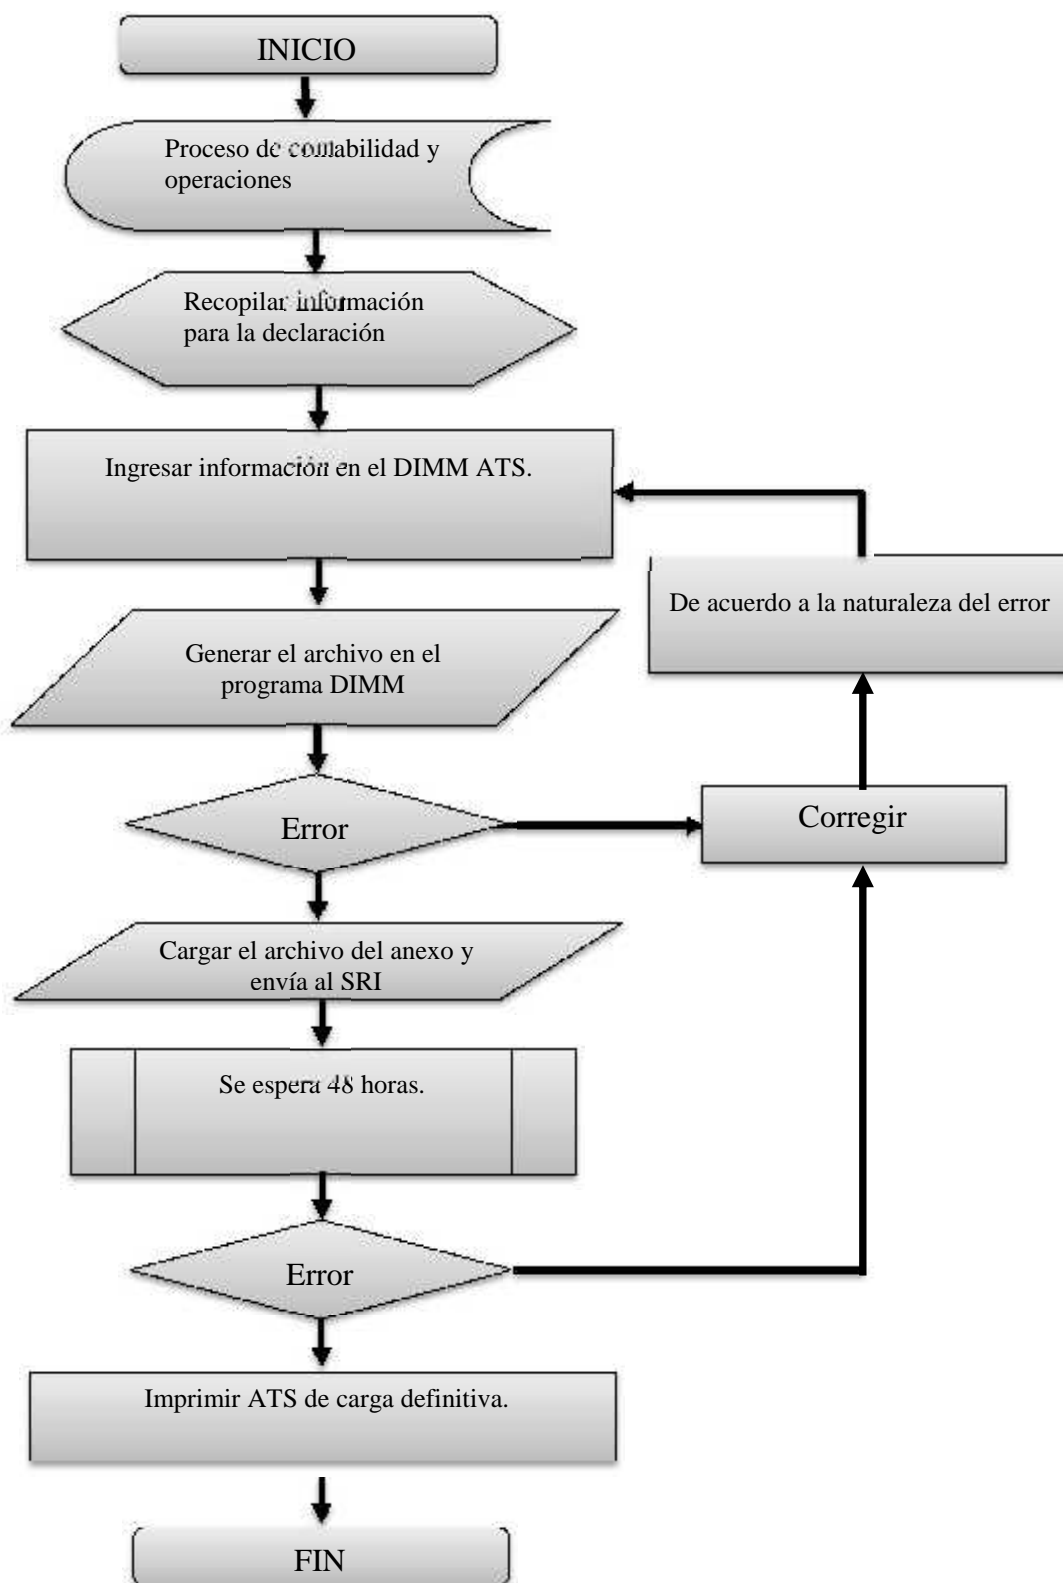 INICIO
Proceso de contabilidad y
operaciones
Recopilar información
para la declaración
Ingresar información en el DIMM ATS.
De acuerdo a la naturaleza del error
Generar el archivo en el
programa DIMM
Error
Corregir
Cargar el archivo del anexo y
envía al SRI
Se espera 48 horas.
Error
Imprimir ATS de carga definitiva.
FIN